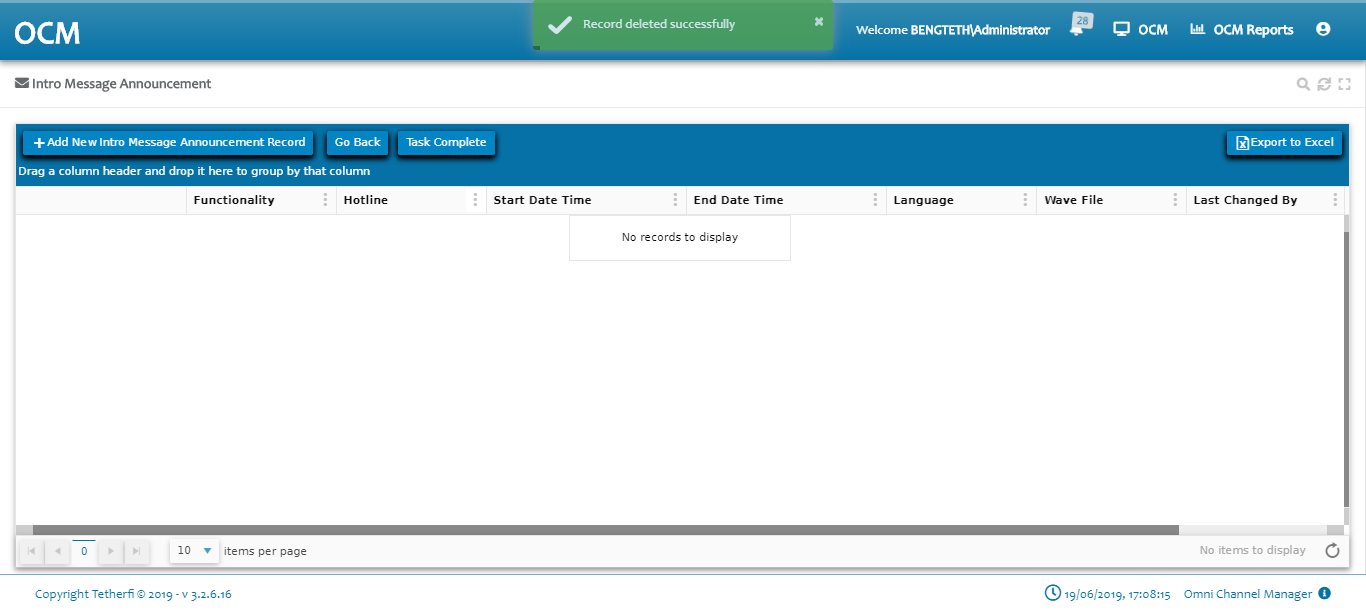 OCM
Record deleted successfully
Welcome BENGTETH\Administrator
28
OCM
OCM Reports
Intro Message Announcement
Add New Intro Message Announcement Record
Go Back
Task Complete
Export to Excel
Drag a column header and drop it here to group by that column
Functionality
Hotline
Start Date Time
End Date Time
Language
Wave File
Last Changed By
No records to display
0
10
items per page
No items to display
Copyright Tetherfi © 2019 - v 3.2.6.16
19/06/2019, 17:08:15
Omni Channel Manager